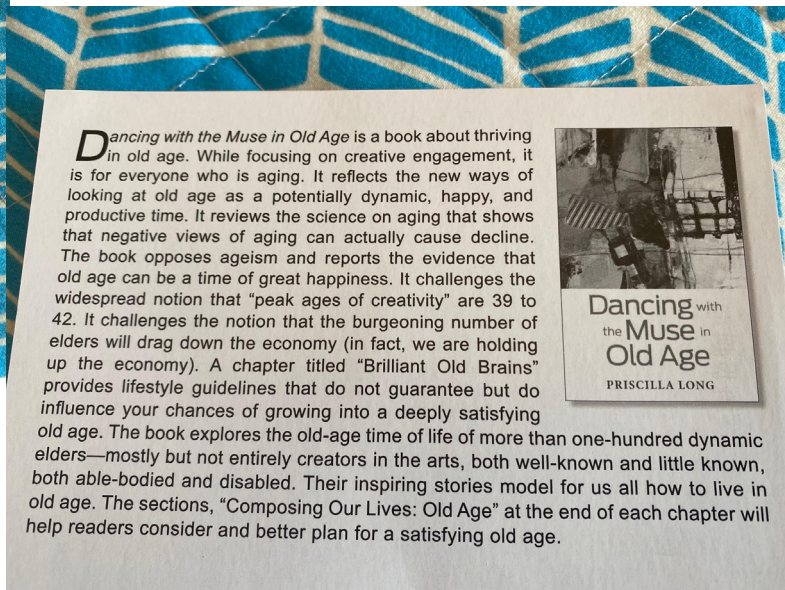 Dancing with the Muse in Old Age is a book about thriving
in old age. While focusing on creative engagement, it
is for everyone who is aging. It reflects the new ways of
looking at old age as a potentially dynamic, happy, and
productive time. It reviews the science on aging that shows
that negative views of aging can actually cause decline.
The book opposes ageism and reports the evidence that
old age can be a time of great happiness. It challenges the
widespread notion that “peak ages of creativity” are 39 to
42. It challenges the notion that the burgeoning number of
elders will drag down the economy (in fact, we are holding
up the economy). A chapter titled “Brilliant Old Brains”
provides lifestyle guidelines that do not guarantee but do
influence your chances of growing into a deeply satisfying
old age. The book explores the old-age time of life of more than one-hundred dynamic
elders—mostly but not entirely creators in the arts, both well-known and little known,
both able-bodied and disabled. Their inspiring stories model for us all how to live in
old age. The sections, “Composing Our Lives: Old Age” at the end of each chapter will
help readers consider and better plan for a satisfying old age.
Dancing with
the Muse in
Old Age
PRISCILLA LONG